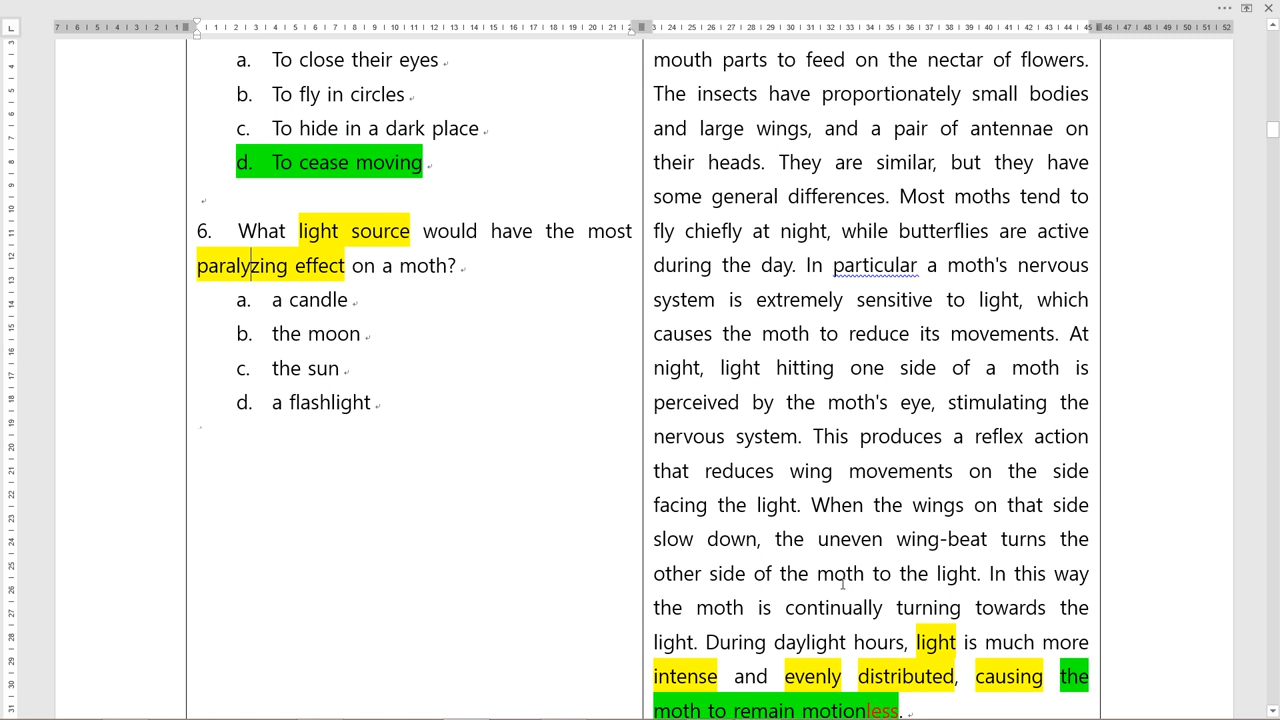 a. To close their eyes
b. To fly in circles
c. To hide in a dark place
d. To cease moving
6. What light source would have the most
paralyzing effect on a moth?
a. a candle
b. the moon
c. the sun
d. a flashlight
mouth parts to feed on the nectar of flowers.
The insects have proportionately small bodies
and large wings, and a pair of antennae on
their heads. They are similar, but they have
some general differences. Most moths tend to
fly chiefly at night, while butterflies are active
during the day. In particular a moth's nervous
system is extremely sensitive to light, which
causes the moth to reduce its movements. At
night, light hitting one side of a moth is
perceived by the moth's eye, stimulating the
nervous system. This produces a reflex action
that reduces wing movements on the side
facing the light. When the wings on that side
slow down, the uneven wing-beat turns the
other side of the moth to the light. In this way
the moth is continually turning towards the
light. During daylight hours, light is much more
intense and evenly distributed, causing the
moth to remain motionless.